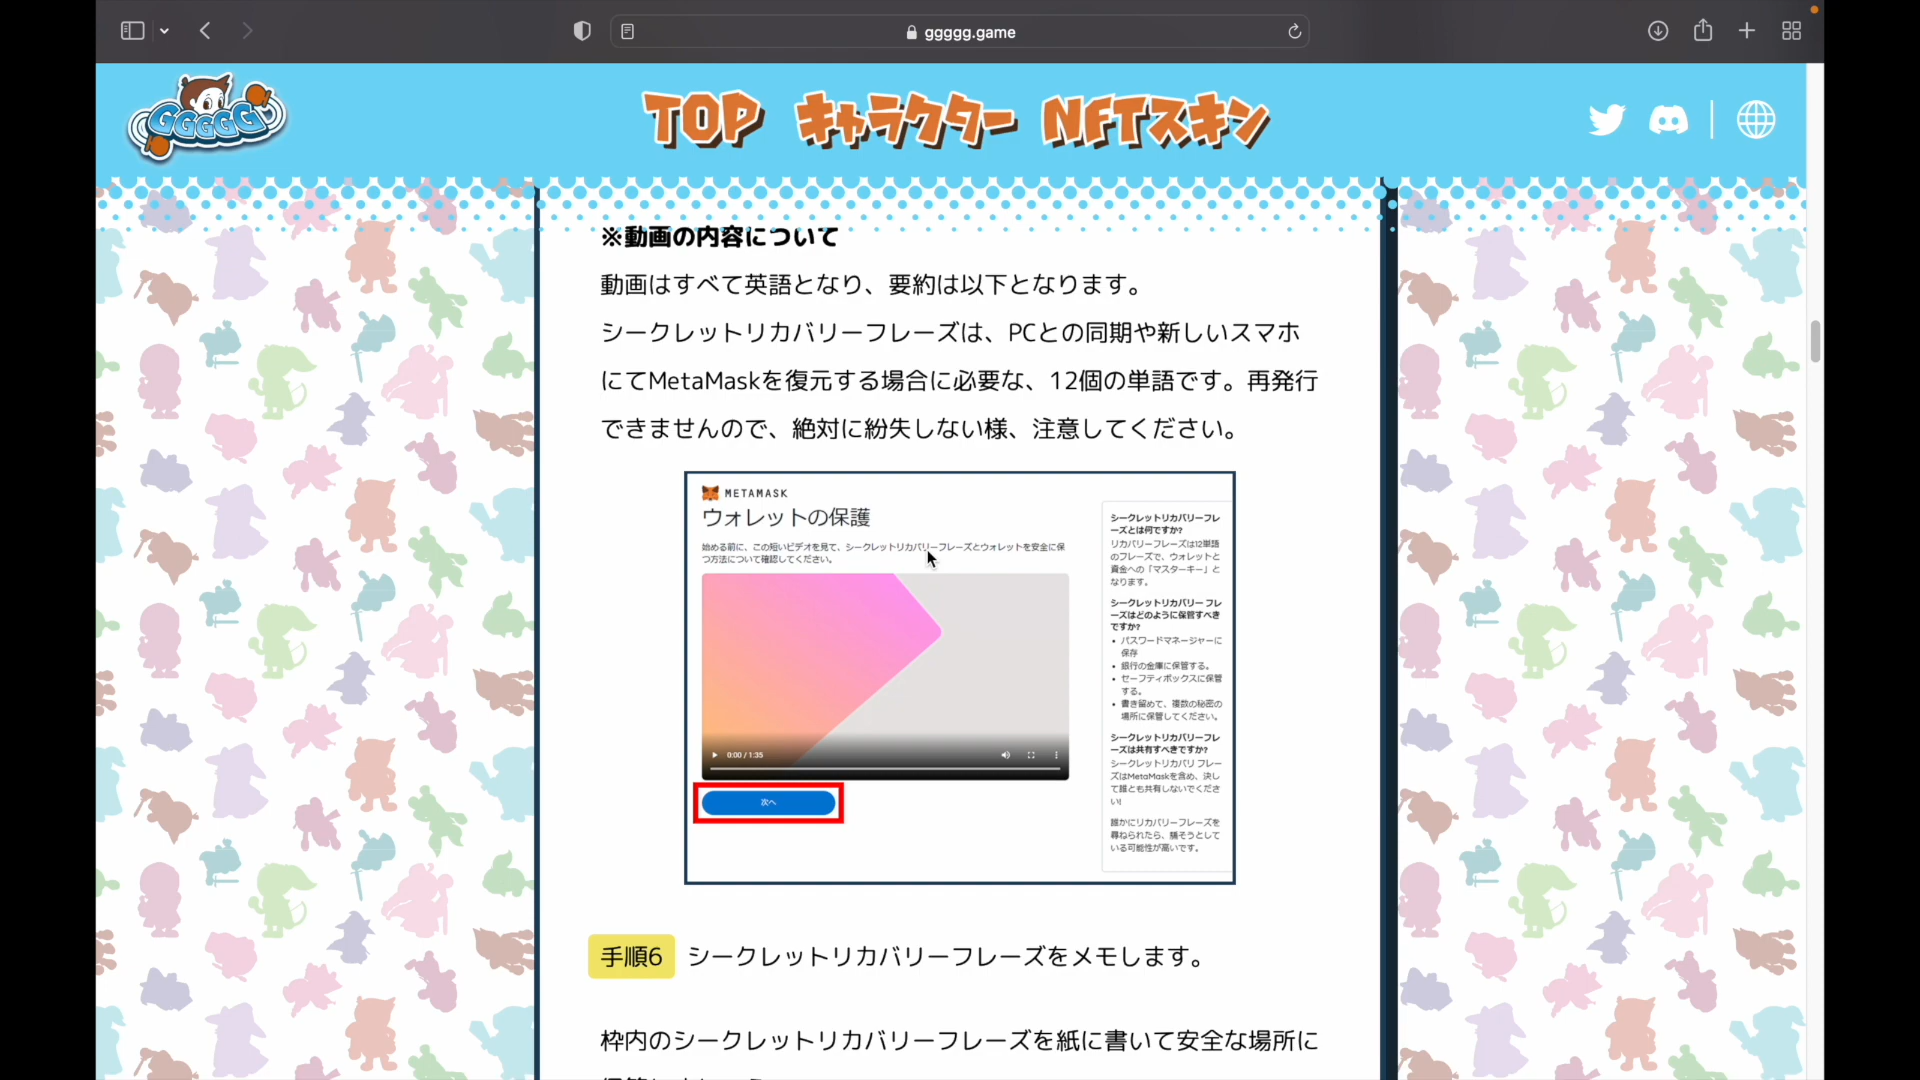 ggggg.game
GGGGG
TOP キャラクター NFTスキン
※動画の内容について
動画はすべて英語となり、要約は以下となります。
シークレットリカバリーフレーズは、PCとの同期や新しいスマホ
にてMetaMaskを復元する場合に必要な、12個の単語です。再発行
できませんので、絶対に紛失しない様、注意してください。
METAMASK
ウォレットの保護
始める前に、この短いビデオを見て、シークレットリカバリーフレーズとウォレットを安全に保
つ方法について確認してください。
0:00 / 1:35
次へ
シークレットリカバリーフレ
ーズとは何ですか?
リカバリーフレーズは12単語
のフレーズで、ウォレットと
資金への「マスターキー」と
なります。
シークレットリカバリー フレ
ーズはどのように保管すべき
ですか?
• パスワードマネージャーに
保存
• 銀行の金庫に保管する。
• セーフティボックスに保管
する。
• 書き留めて、複数の秘密の
場所に保管してください。
シークレットリカバリーフレ
ーズは共有すべきですか?
シークレットリカバリ フレー
ズはMetaMaskを含め、決し
て誰とも共有しないでくださ
い!
誰かにリカバリーフレーズを
尋ねられたら、騙そうとして
いる可能性が高いです。
手順6 シークレットリカバリーフレーズをメモします。
枠内のシークレットリカバリーフレーズを紙に書いて安全な場所に